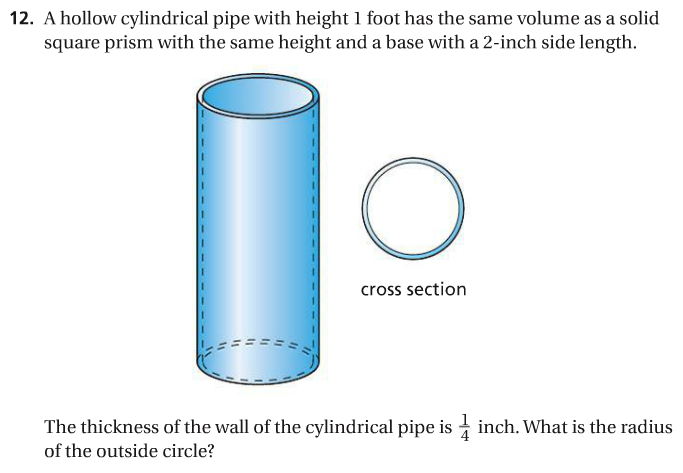 12. A hollow cylindrical pipe with height 1 foot has the same volume as a solid
square prism with the same height and a base with a 2-inch side length.
cross section
The thickness of the wall of the cylindrical pipe is 1/4 inch. What is the radius
of the outside circle?